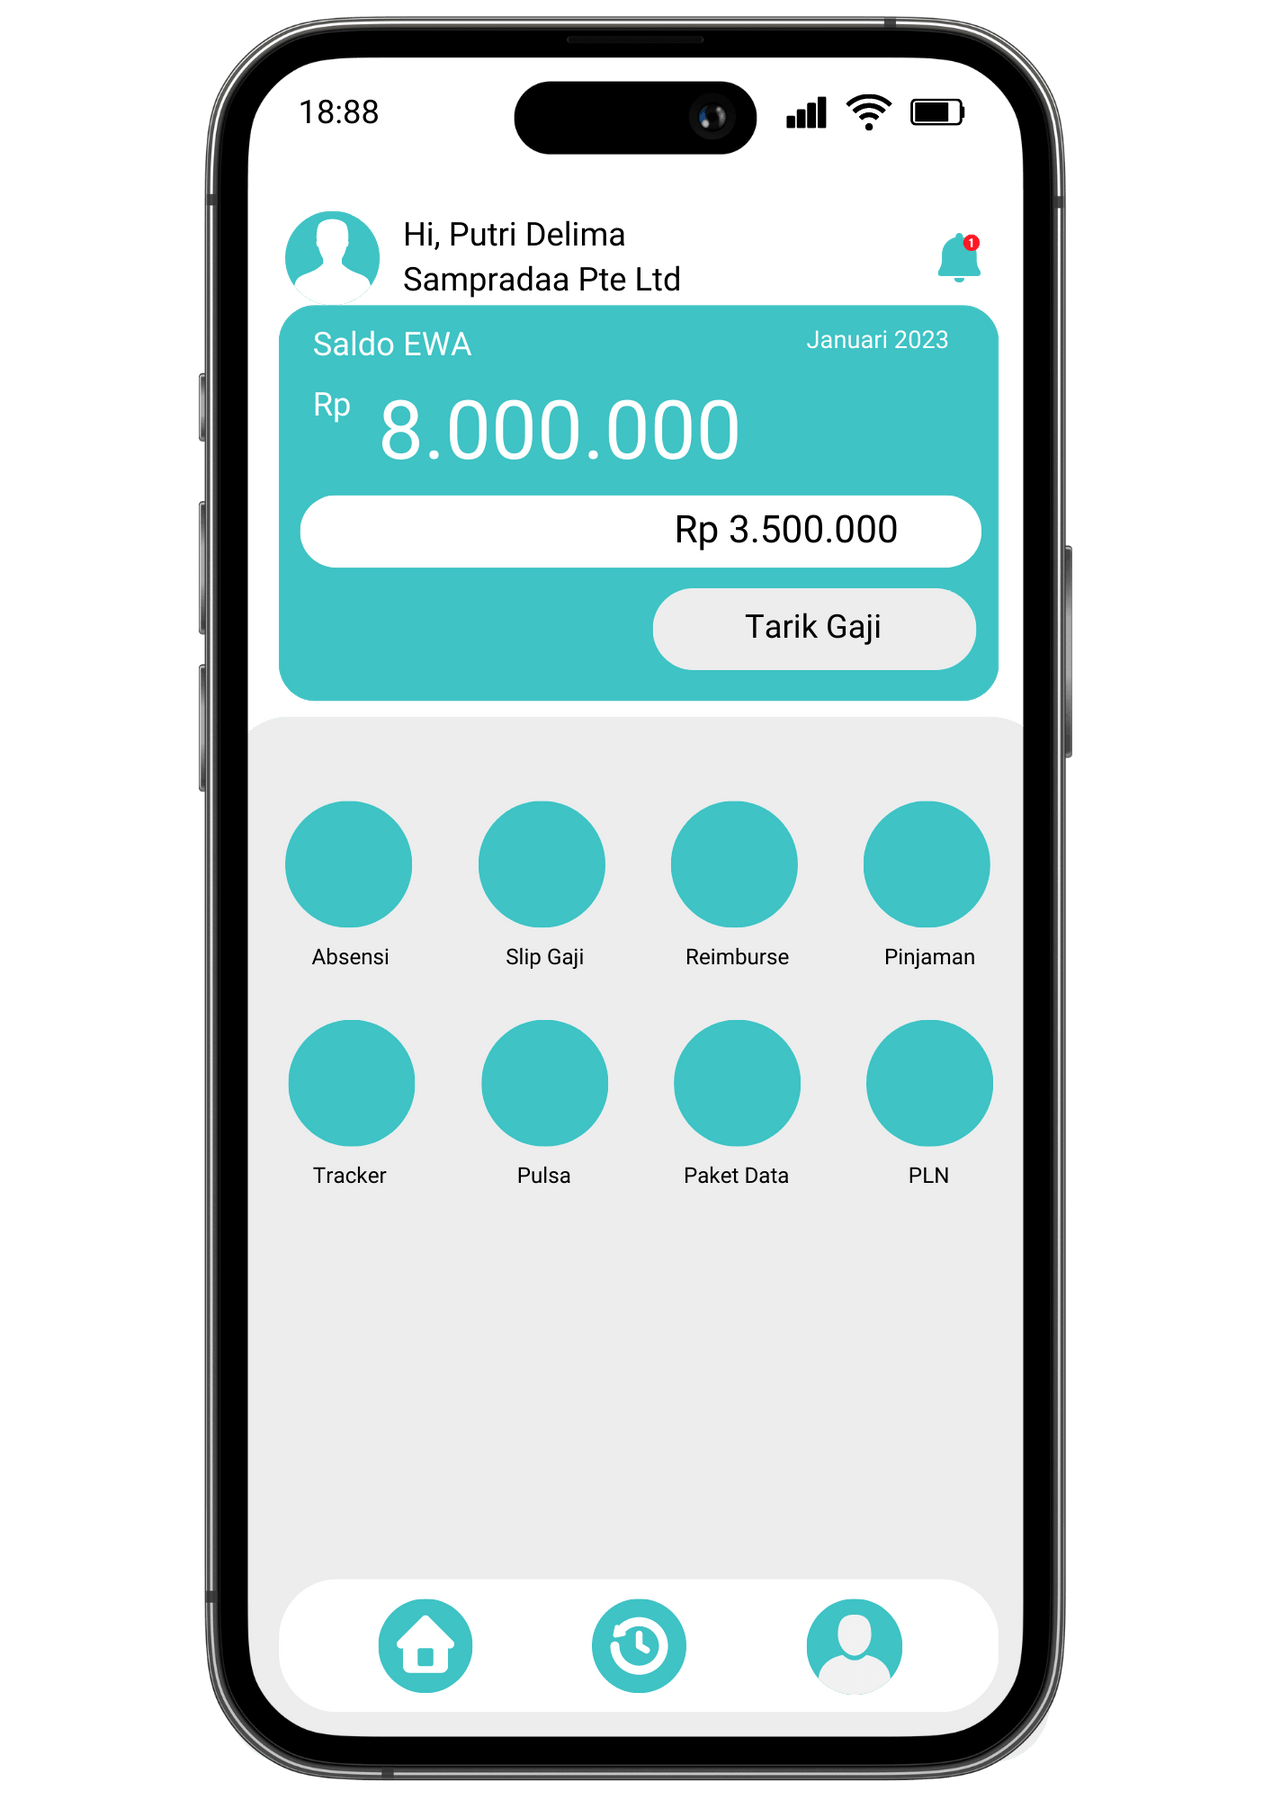 18:88
Hi, Putri Delima
Sampradaa Pte Ltd
1
Saldo EWA
Januari 2023
Rp 8.000.000
Rp 3.500.000
Tarik Gaji
Absensi
Slip Gaji
Reimburse
Pinjaman
Tracker
Pulsa
Paket Data
PLN